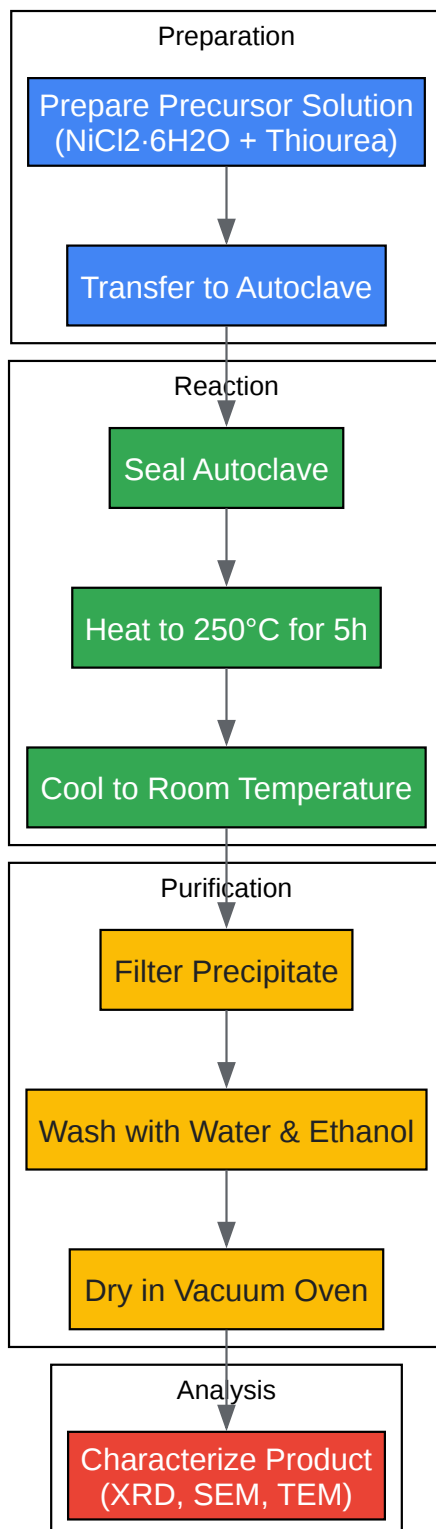 Preparation
Prepare Precursor Solution
(NiCl2·6H2O + Thiourea)
Transfer to Autoclave
Reaction
Seal Autoclave
Heat to 250°C for 5h
Cool to Room Temperature
Purification
Filter Precipitate
Wash with Water & Ethanol
Dry in Vacuum Oven
Analysis
Characterize Product
(XRD, SEM, TEM)